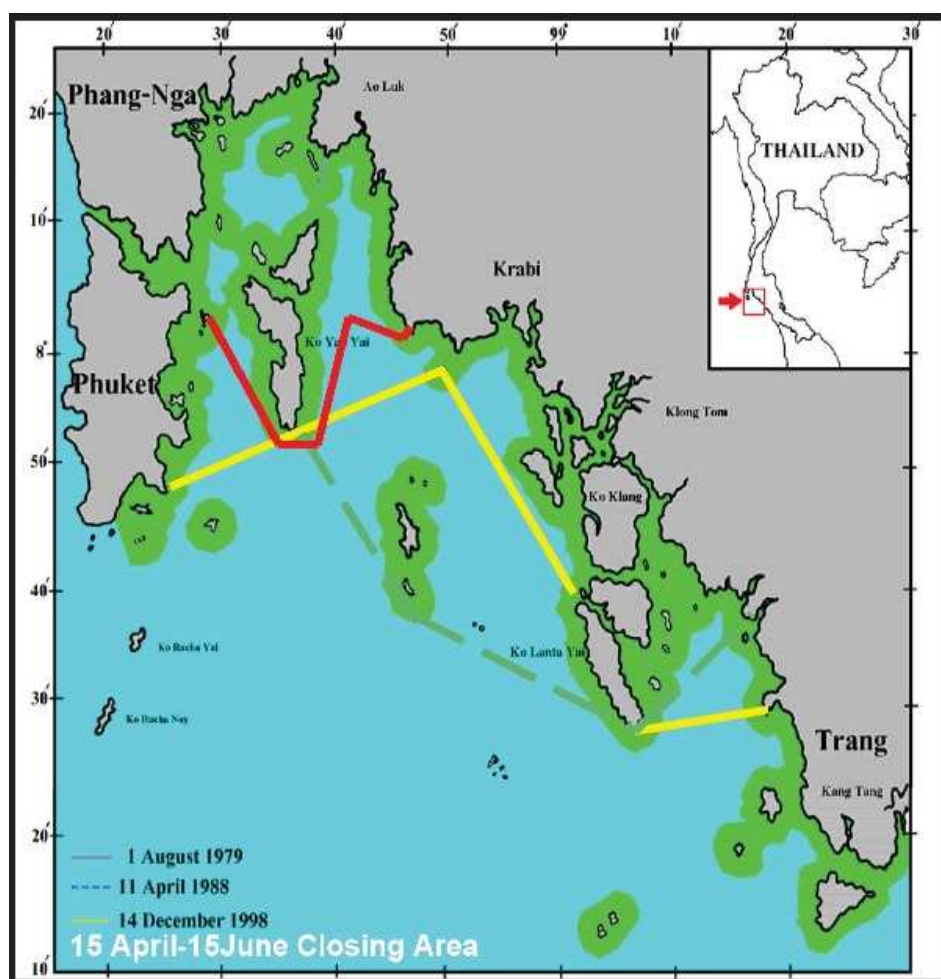 20′ 30′ 40′ 50′ 99° 10′ 20′ 30′
Phang-Nga
Ao Luk
20′
THAILAND
10′
Krabi
8°
Phuket
Klong Tom
50′
Ko Klang
40′
Ko Racha Yai
Ko Lanta Yai
30′
Ko Racha Noy
Trang
Kang Tang
20′
1 August 1979
11 April 1988
14 December 1998
15 April-15June Closing Area
10′